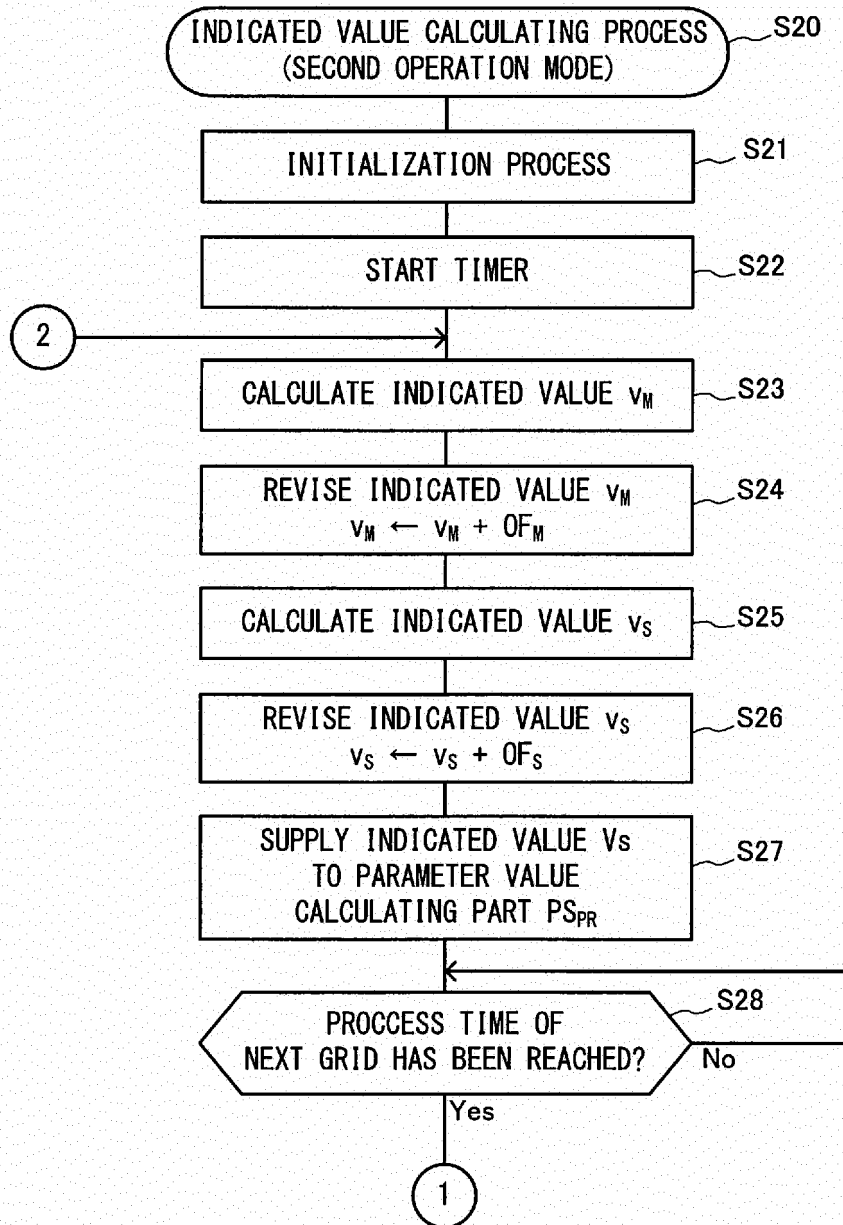 INDICATED VALUE CALCULATING PROCESS
(SECOND OPERATION MODE)
S20
INITIALIZATION PROCESS
S21
START TIMER
S22
2
CALCULATE INDICATED VALUE vM
S23
REVISE INDICATED VALUE vM
vM ← vM + OFM
S24
CALCULATE INDICATED VALUE vS
S25
REVISE INDICATED VALUE vS
vS ← vS + OFS
S26
SUPPLY INDICATED VALUE Vs
TO PARAMETER VALUE
CALCULATING PART PSPR
S27
PROCCESS TIME OF
NEXT GRID HAS BEEN REACHED?
S28
No
Yes
1